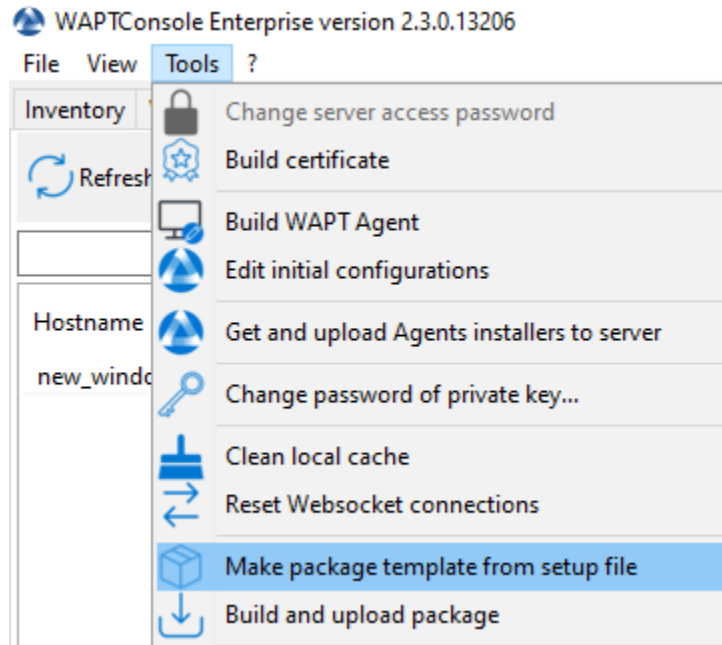 WAPTConsole Enterprise version 2.3.0.13206
File View Tools ?
Inventory
Change server access password
Refresh
Build certificate
Build WAPT Agent
Edit initial configurations
Hostname
Get and upload Agents installers to server
new_windo
Change password of private key...
Clean local cache
Reset Websocket connections
Make package template from setup file
Build and upload package